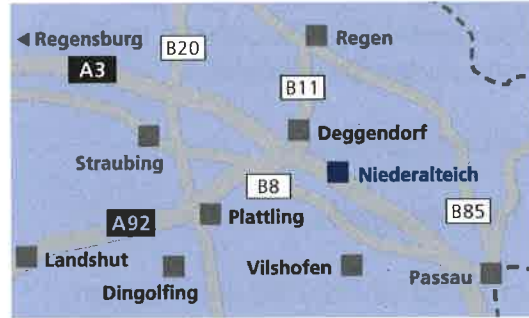 ◄ Regensburg
B20
Regen
A3
B11
Deggendorf
Straubing
Niederalteich
B8
A92
Plattling
B85
Landshut
Vilshofen
Dingolfing
Passau